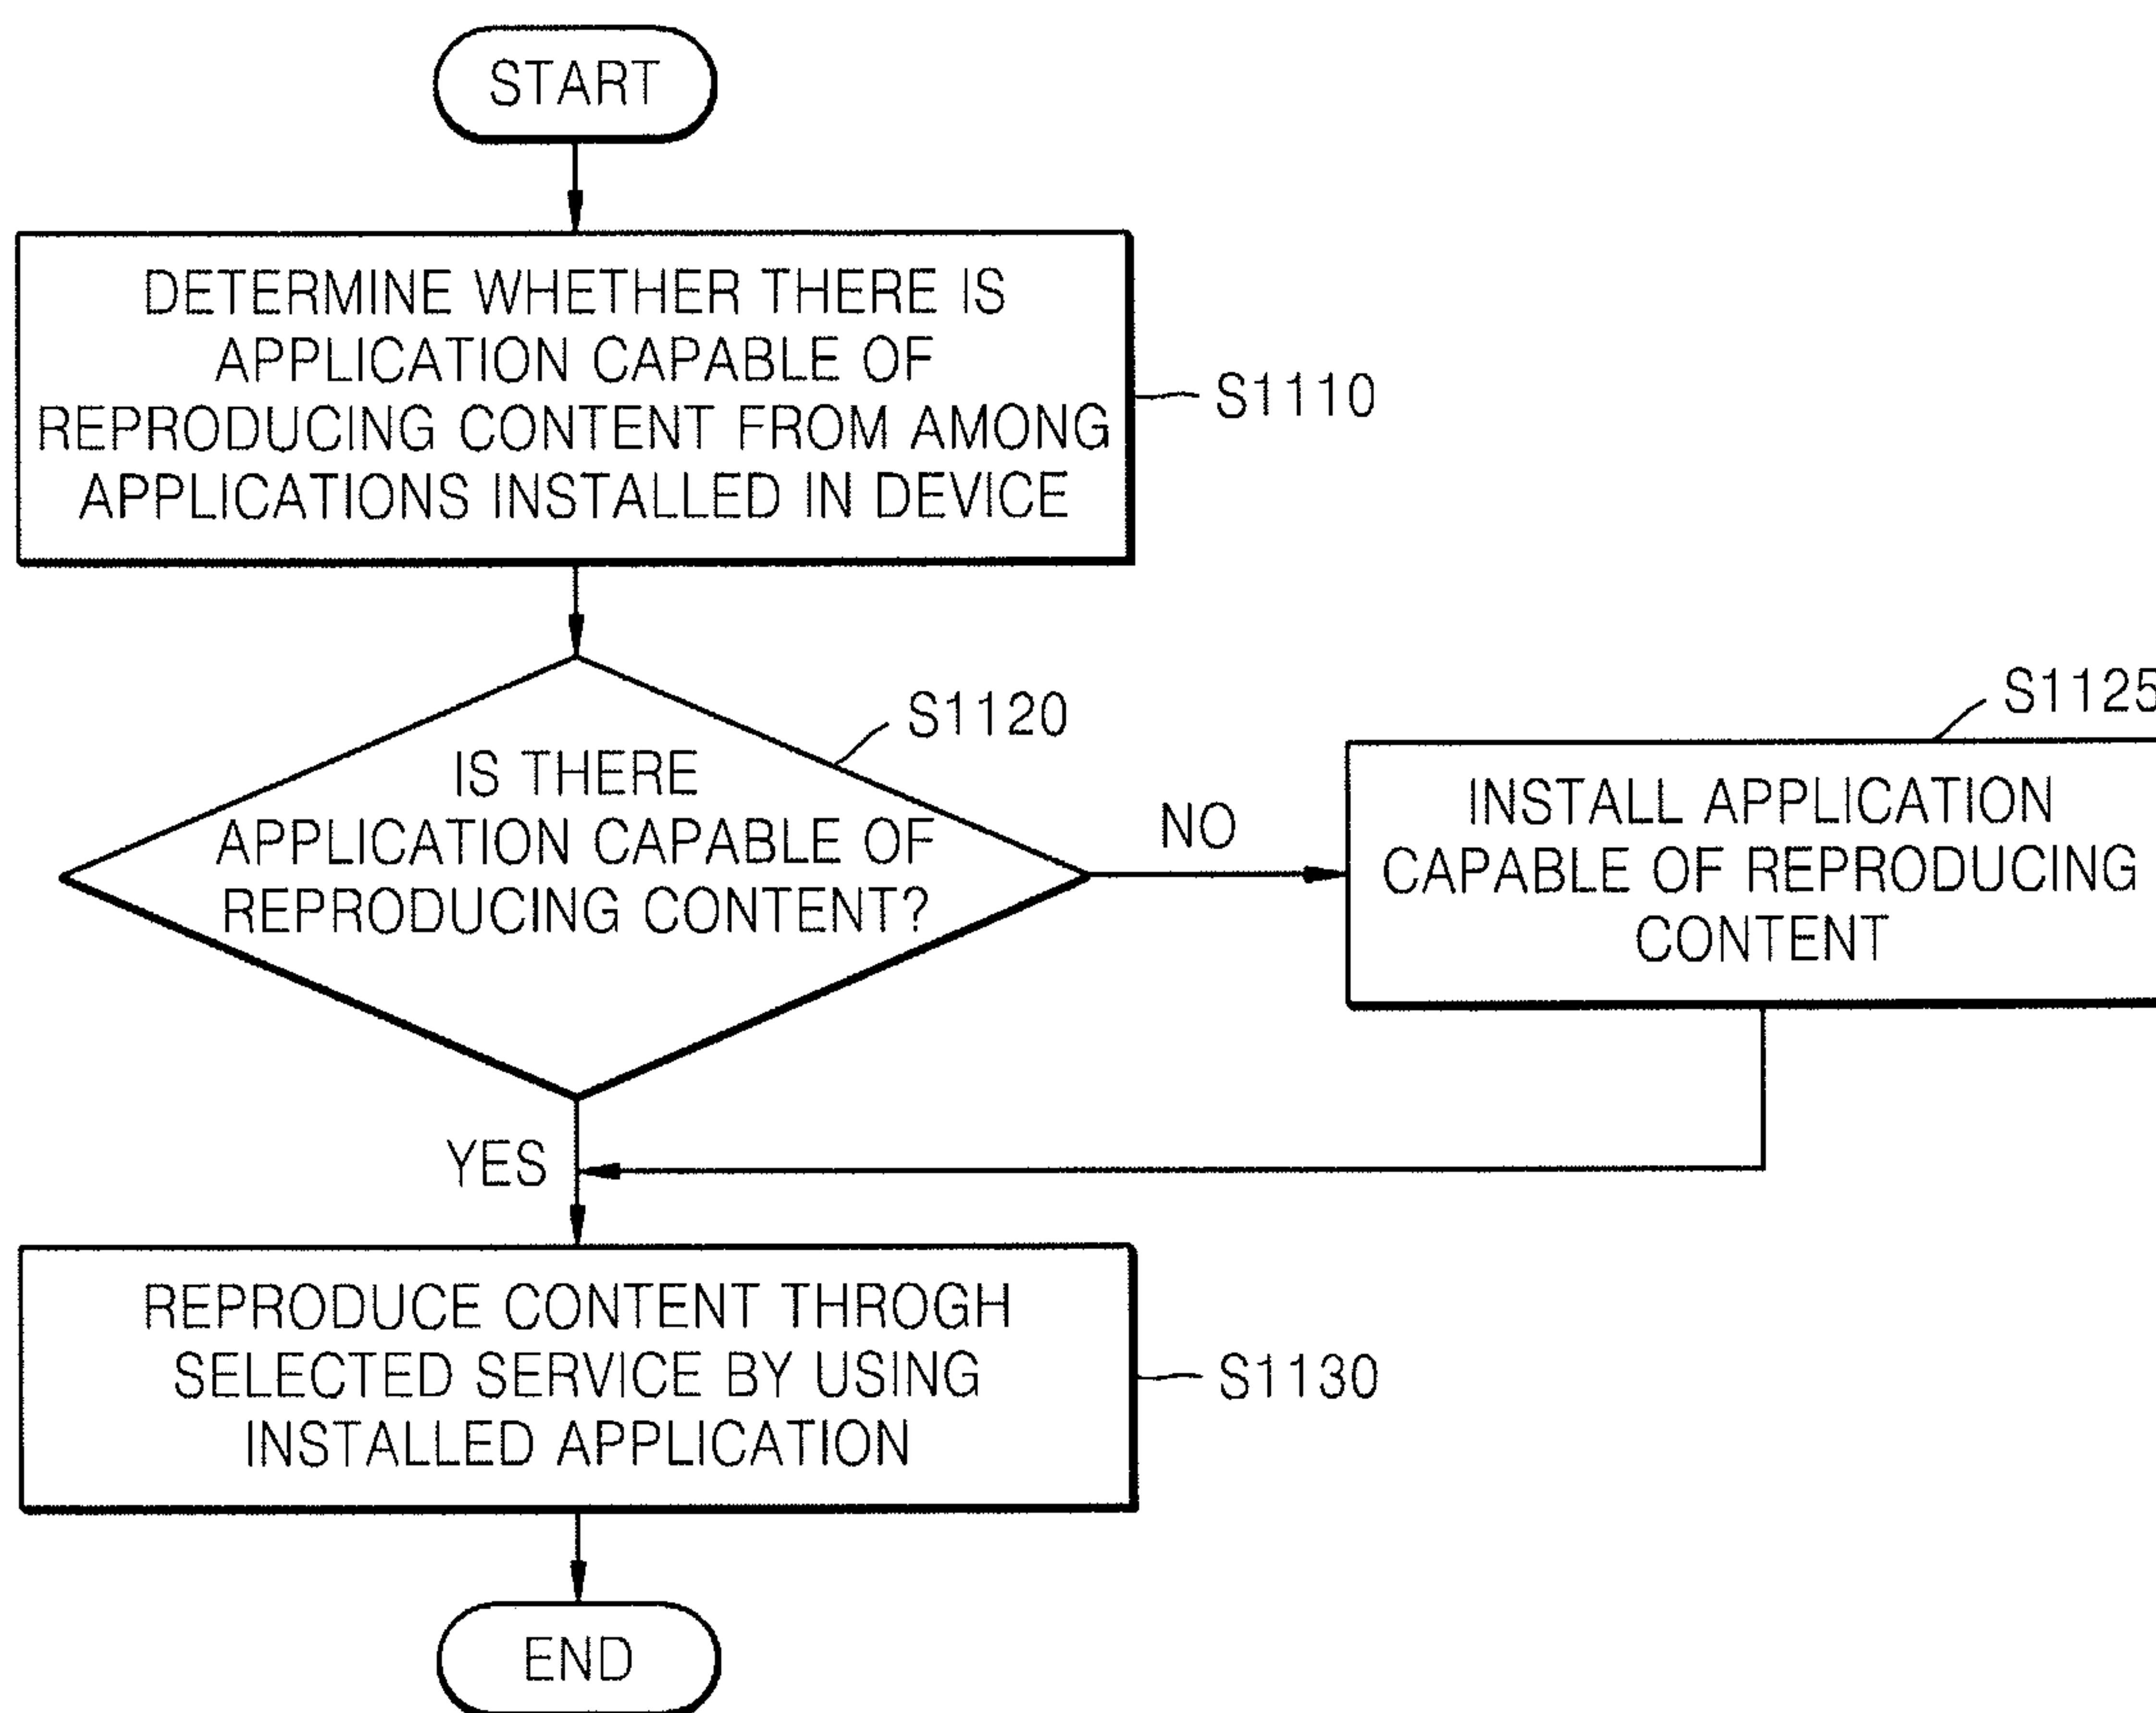 START
DETERMINE WHETHER THERE IS
APPLICATION CAPABLE OF
REPRODUCING CONTENT FROM AMONG
APPLICATIONS INSTALLED IN DEVICE
S1110
S1120
IS THERE
APPLICATION CAPABLE OF
REPRODUCING CONTENT?
NO
S1125
INSTALL APPLICATION
CAPABLE OF REPRODUCING
CONTENT
YES
REPRODUCE CONTENT THROGH
SELECTED SERVICE BY USING
INSTALLED APPLICATION
S1130
END